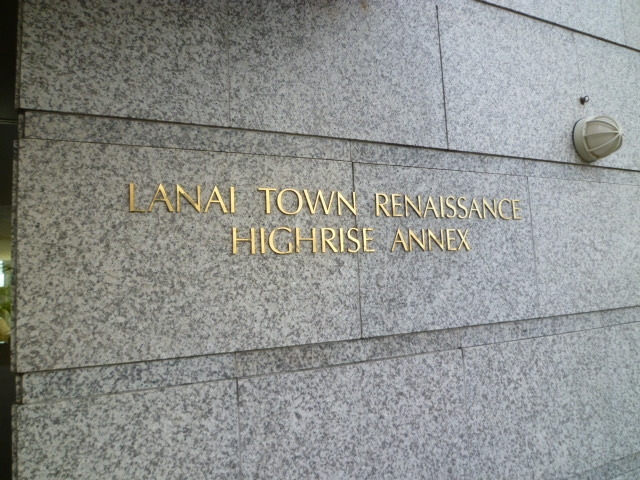 LANAI TOWN RENAISSANCE
HIGHRISE ANNEX